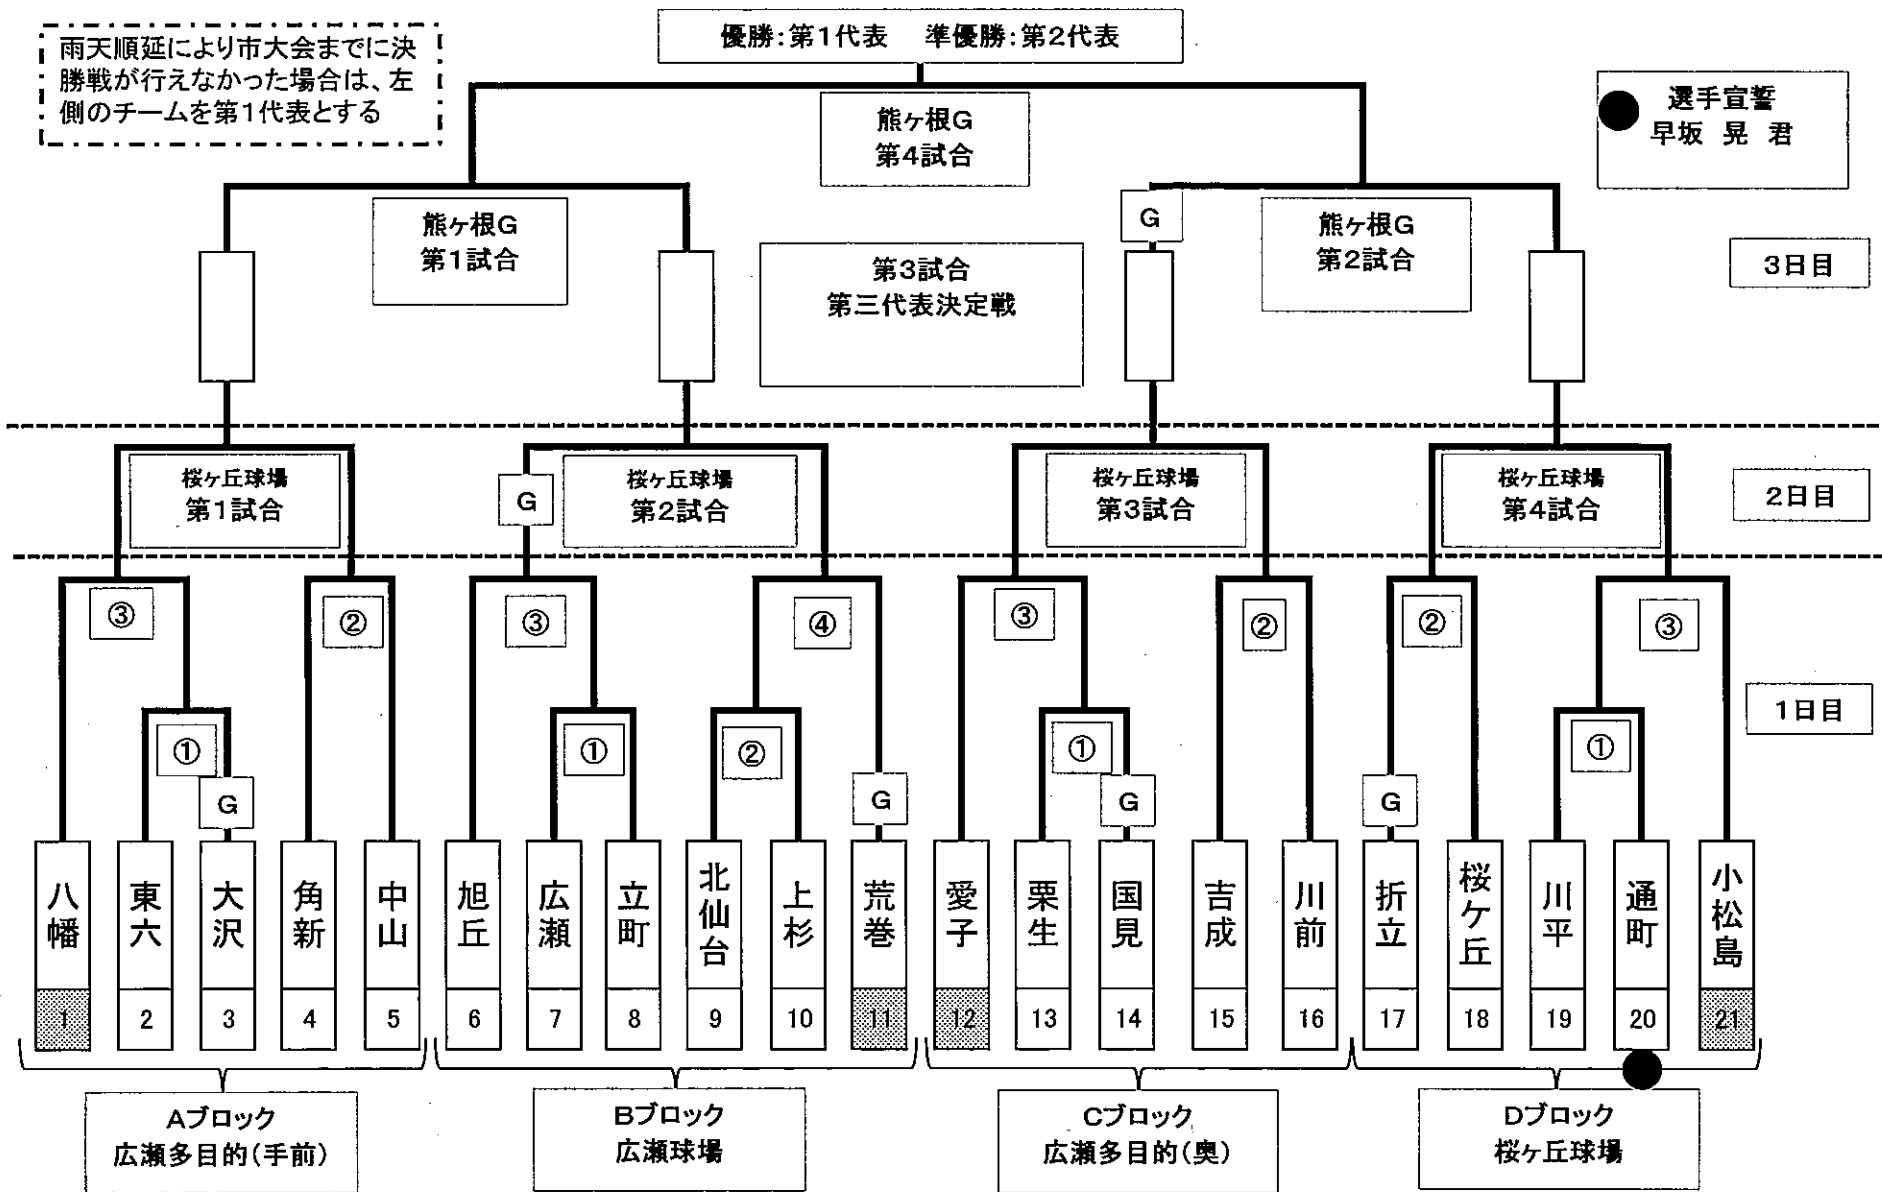 優勝:第1代表　準優勝:第2代表
雨天順延により市大会までに決
勝戦が行えなかった場合は、左
側のチームを第1代表とする
選手宣誓
早坂　晃　君
熊ヶ根G
第4試合
熊ヶ根G
第1試合
G
熊ヶ根G
第2試合
第3試合
第三代表決定戦
3日目
桜ヶ丘球場
第1試合
G
桜ヶ丘球場
第2試合
桜ヶ丘球場
第3試合
桜ヶ丘球場
第4試合
2日目
③
②
③
④
③
②
②
③
1日目
①
①
②
①
①
G
G
G
G
八幡
東六
大沢
角新
中山
旭丘
広瀬
立町
北仙台
上杉
荒巻
愛子
栗生
国見
吉成
川前
折立
桜ケ丘
川平
通町
小松島
1 2 3 4 5 6 7 8 9 10 11 12 13 14 15 16 17 18 19 20 21
Aブロック
広瀬多目的(手前)
Bブロック
広瀬球場
Cブロック
広瀬多目的(奥)
Dブロック
桜ヶ丘球場